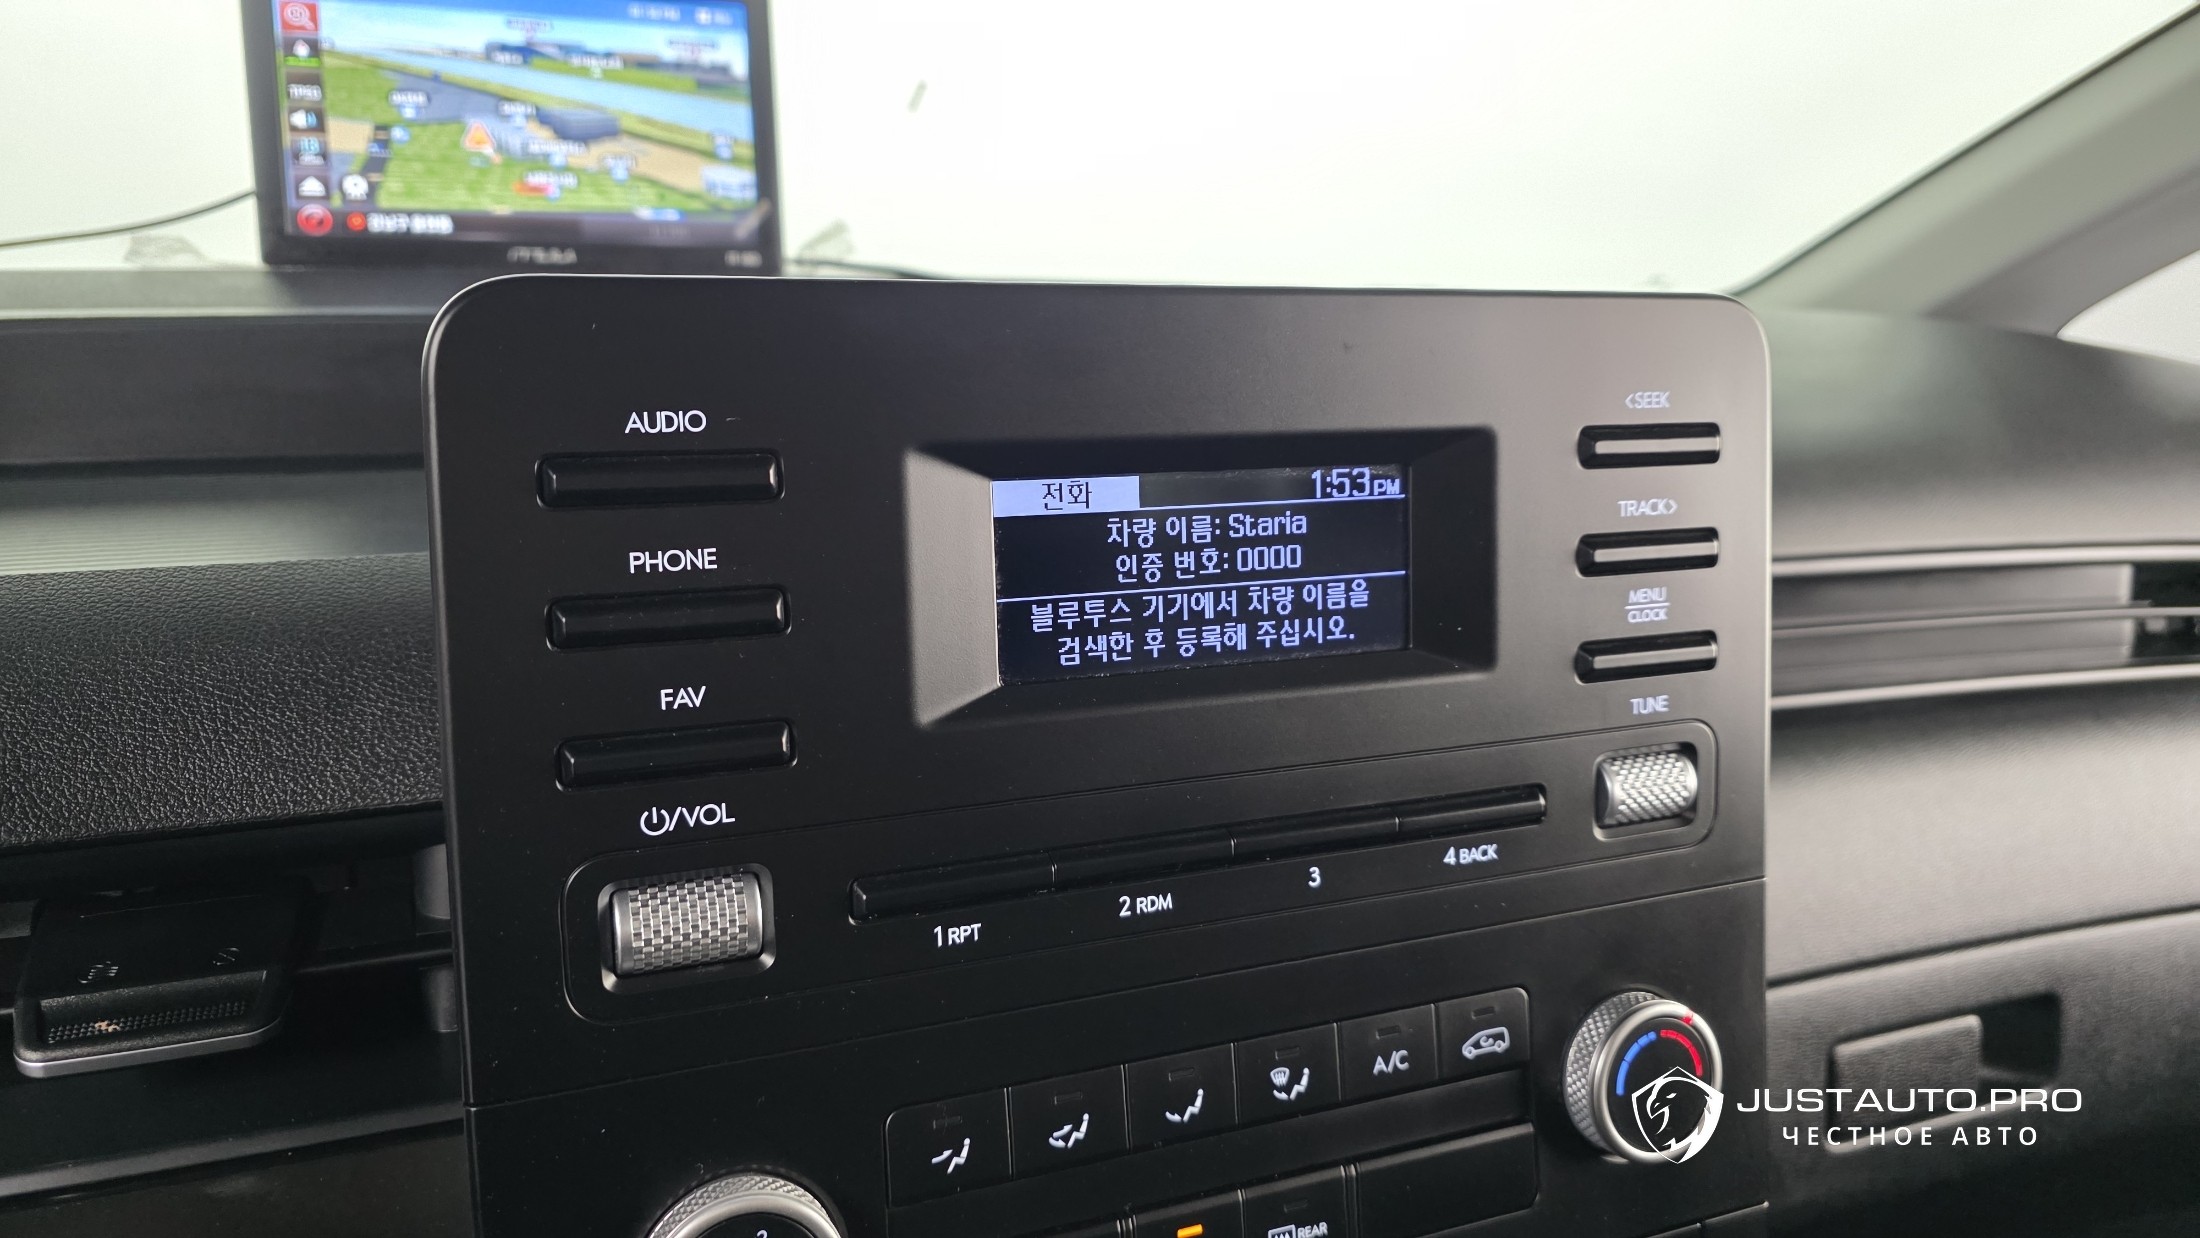 AUDIO
PHONE
FAV
/VOL
전화
1:53PM
차량 이름: Staria
인증 번호: 0000
블루투스 기기에서 차량 이름을
검색한 후 등록해 주십시오.
<SEEK
TRACK>
MENU
CLOCK
TUNE
1 RPT
2 RDM
3
4 BACK
A/C
2
REAR
JUSTAUTO.PRO
ЧЕСТНОЕ АВТО